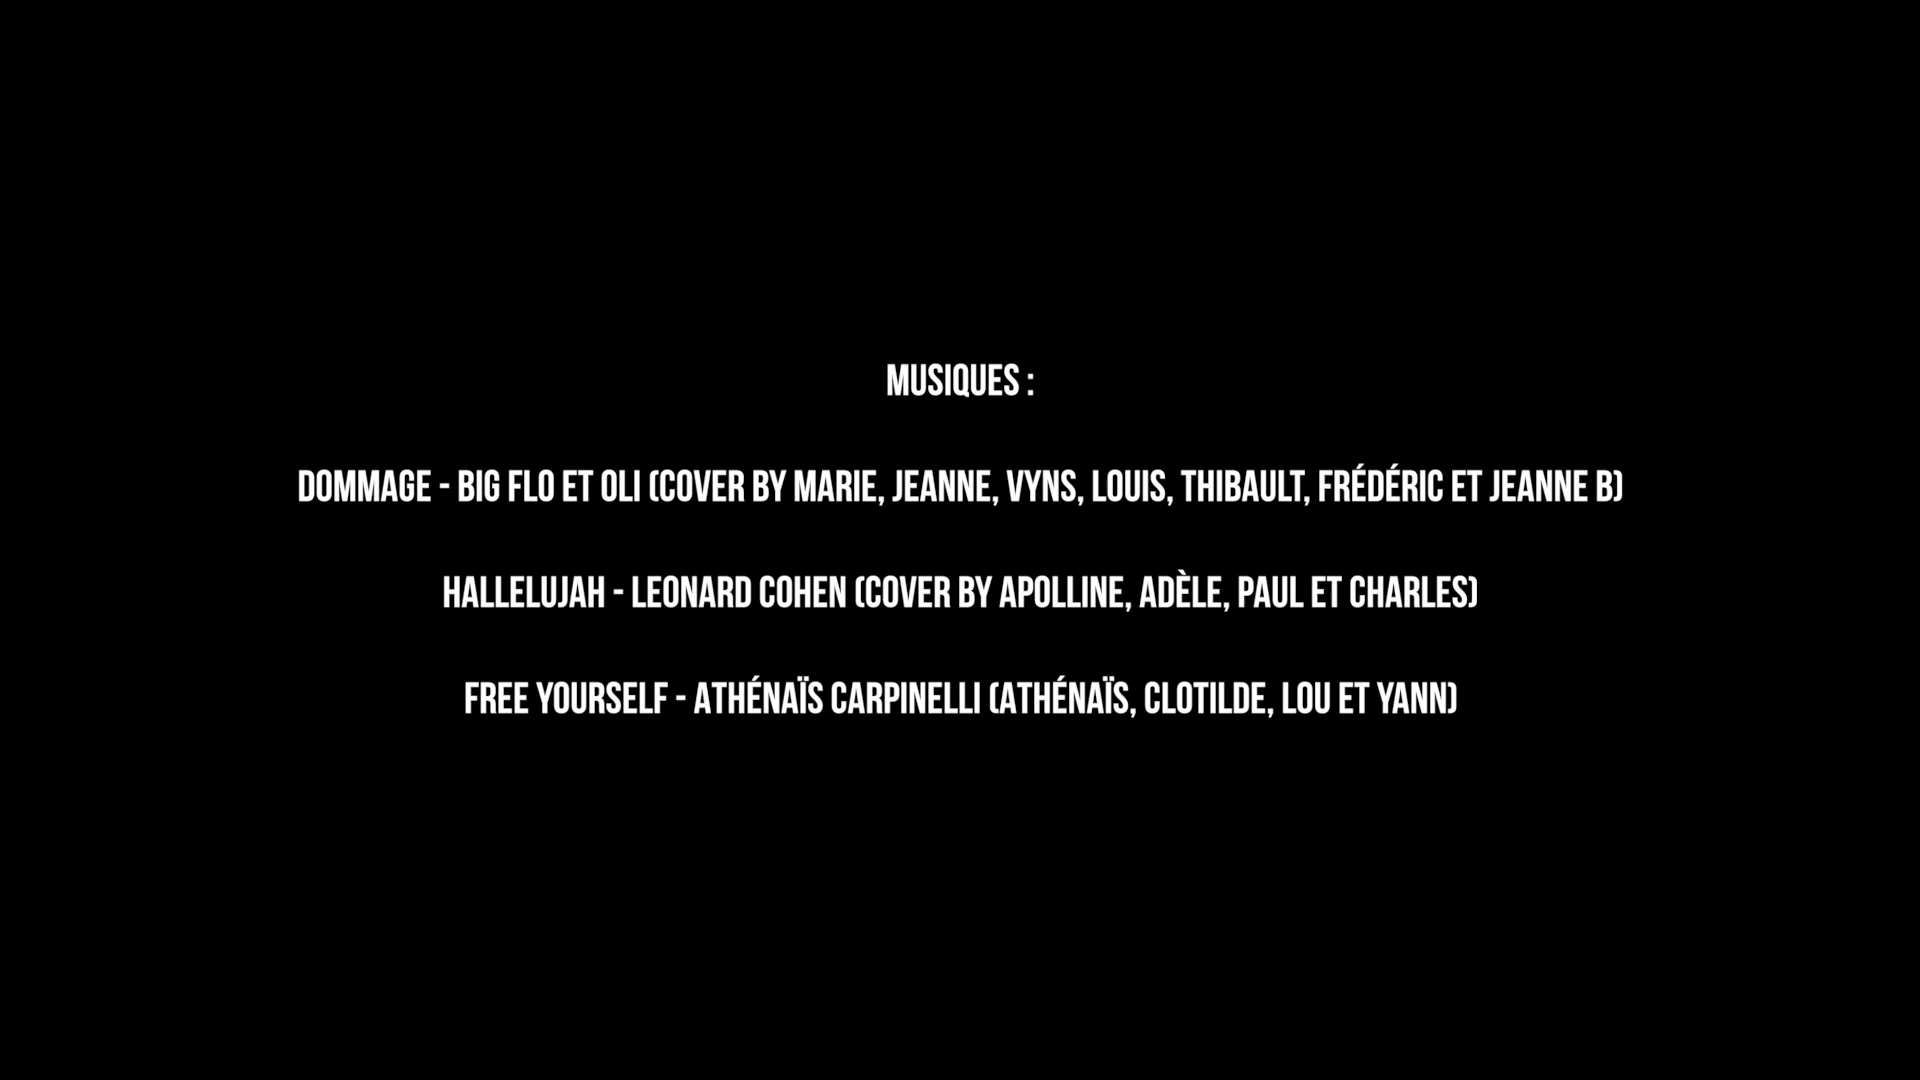 MUSIQUES :
DOMMAGE - BIG FLO ET OLI (COVER BY MARIE, JEANNE, VYNS, LOUIS, THIBAULT, FRÉDÉRIC ET JEANNE B)
HALLELUJAH - LEONARD COHEN (COVER BY APOLLINE, ADÈLE, PAUL ET CHARLES)
FREE YOURSELF - ATHÉNAÏS CARPINELLI (ATHÉNAÏS, CLOTILDE, LOU ET YANN)